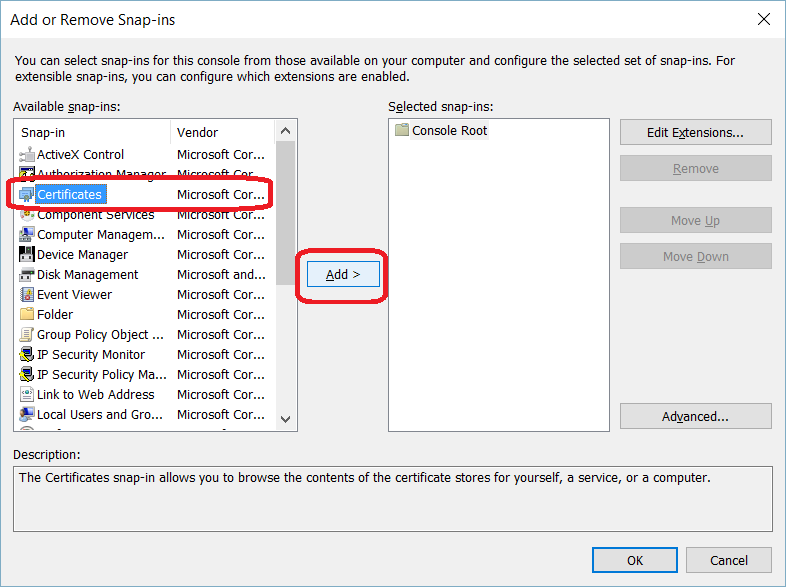 Add or Remove Snap-ins
You can select snap-ins for this console from those available on your computer and configure the selected set of snap-ins. For
extensible snap-ins, you can configure which extensions are enabled.
Available snap-ins:
Snap-in Vendor
ActiveX Control Microsoft Cor...
Authorization Manager Microsoft Cor...
Certificates Microsoft Cor...
Component Services Microsoft Cor...
Computer Managem... Microsoft Cor...
Device Manager Microsoft Cor...
Disk Management Microsoft and...
Event Viewer Microsoft Cor...
Folder Microsoft Cor...
Group Policy Object ... Microsoft Cor...
IP Security Monitor Microsoft Cor...
IP Security Policy Ma... Microsoft Cor...
Link to Web Address Microsoft Cor...
Local Users and Gro... Microsoft Cor...
Add >
Selected snap-ins:
Console Root
Edit Extensions...
Remove
Move Up
Move Down
Advanced...
Description:
The Certificates snap-in allows you to browse the contents of the certificate stores for yourself, a service, or a computer.
OK
Cancel